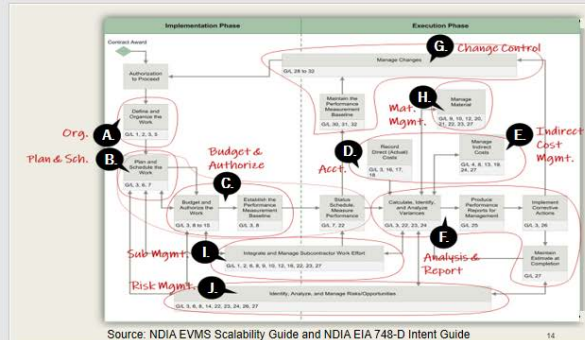 Implementation Phase
Execution Phase
Contract Award
G.
Change Control
Manage Changes
G/L 28 to 32
Authorization
to
Proceed
Maintain the
Performance
Measurement
Baseline
G/L 30, 31, 32
H.
Mat.
Mgmt.
Manage
Material
Define and
Organize the
Work
A.
Org.
G/L 1, 2, 3, 5
E.
Indirect
Cost
Mgmt.
Manage
Indirect
Costs
G/L 4, 8, 13, 19,
24, 27
D.
Acct.
Record
Direct (Actual)
Costs
G/L 2, 16, 17,
18
Plan & Sch.
B.
Plan and
Schedule the
Work
G/L 3, 6, 7
Budget &
Authorize
C.
Budget and
Authorize the
Work
G/L 3, 8 to 15
Establish the
Performance
Measurement
Baseline
G/L 3, 8
Status
Schedule,
Measure
Performance
G/L 7, 22
Calculate, Identify,
and Analyze
Variances
G/L 3, 22, 23, 24
Produce
Performance
Reports for
Management
G/L 25
Implement
Corrective
Actions
G/L 3, 26
F.
Analysis &
Report
Maintain
Estimate at
Completion
G/L 27
I.
Sub Mgmt.
Integrate and Manage Subcontractor Work Effort
G/L 1, 2, 6, 8, 9, 10, 12, 16, 22, 23, 27
J.
Risk Mgmt.
Identify, Analyze, and Manage Risks/Opportunities
G/L 3, 6, 8, 14, 22, 23, 24, 26, 27
Source: NDIA EVMS Scalability Guide and NDIA EIA 748-D Intent Guide
14